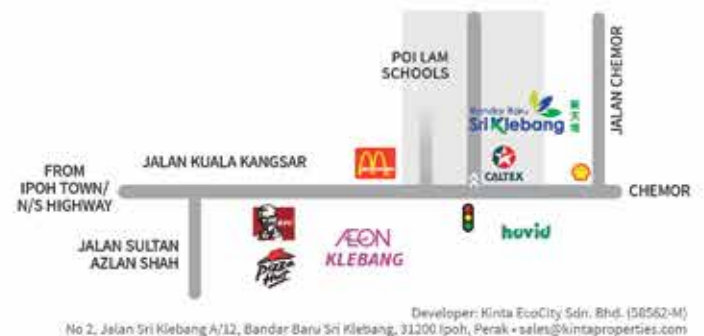 POI LAM
SCHOOLS
JALAN CHEMOR
Bandar Baru
Sri Klebang
JALAN KUALA KANGSAR
CALTEX
FROM
IPOH TOWN/
N/S HIGHWAY
CHEMOR
KFC
JALAN SULTAN
AZLAN SHAH
AEON
KLEBANG
huvid
Pizza
Hut
Developer: Kinta EcoCity Sdn. Bhd. (58562-M)
No 2, Jalan Sri Klebang A/12, Bandar Baru Sri Klebang, 31200 Ipoh, Perak • sales@kintaproperties.com